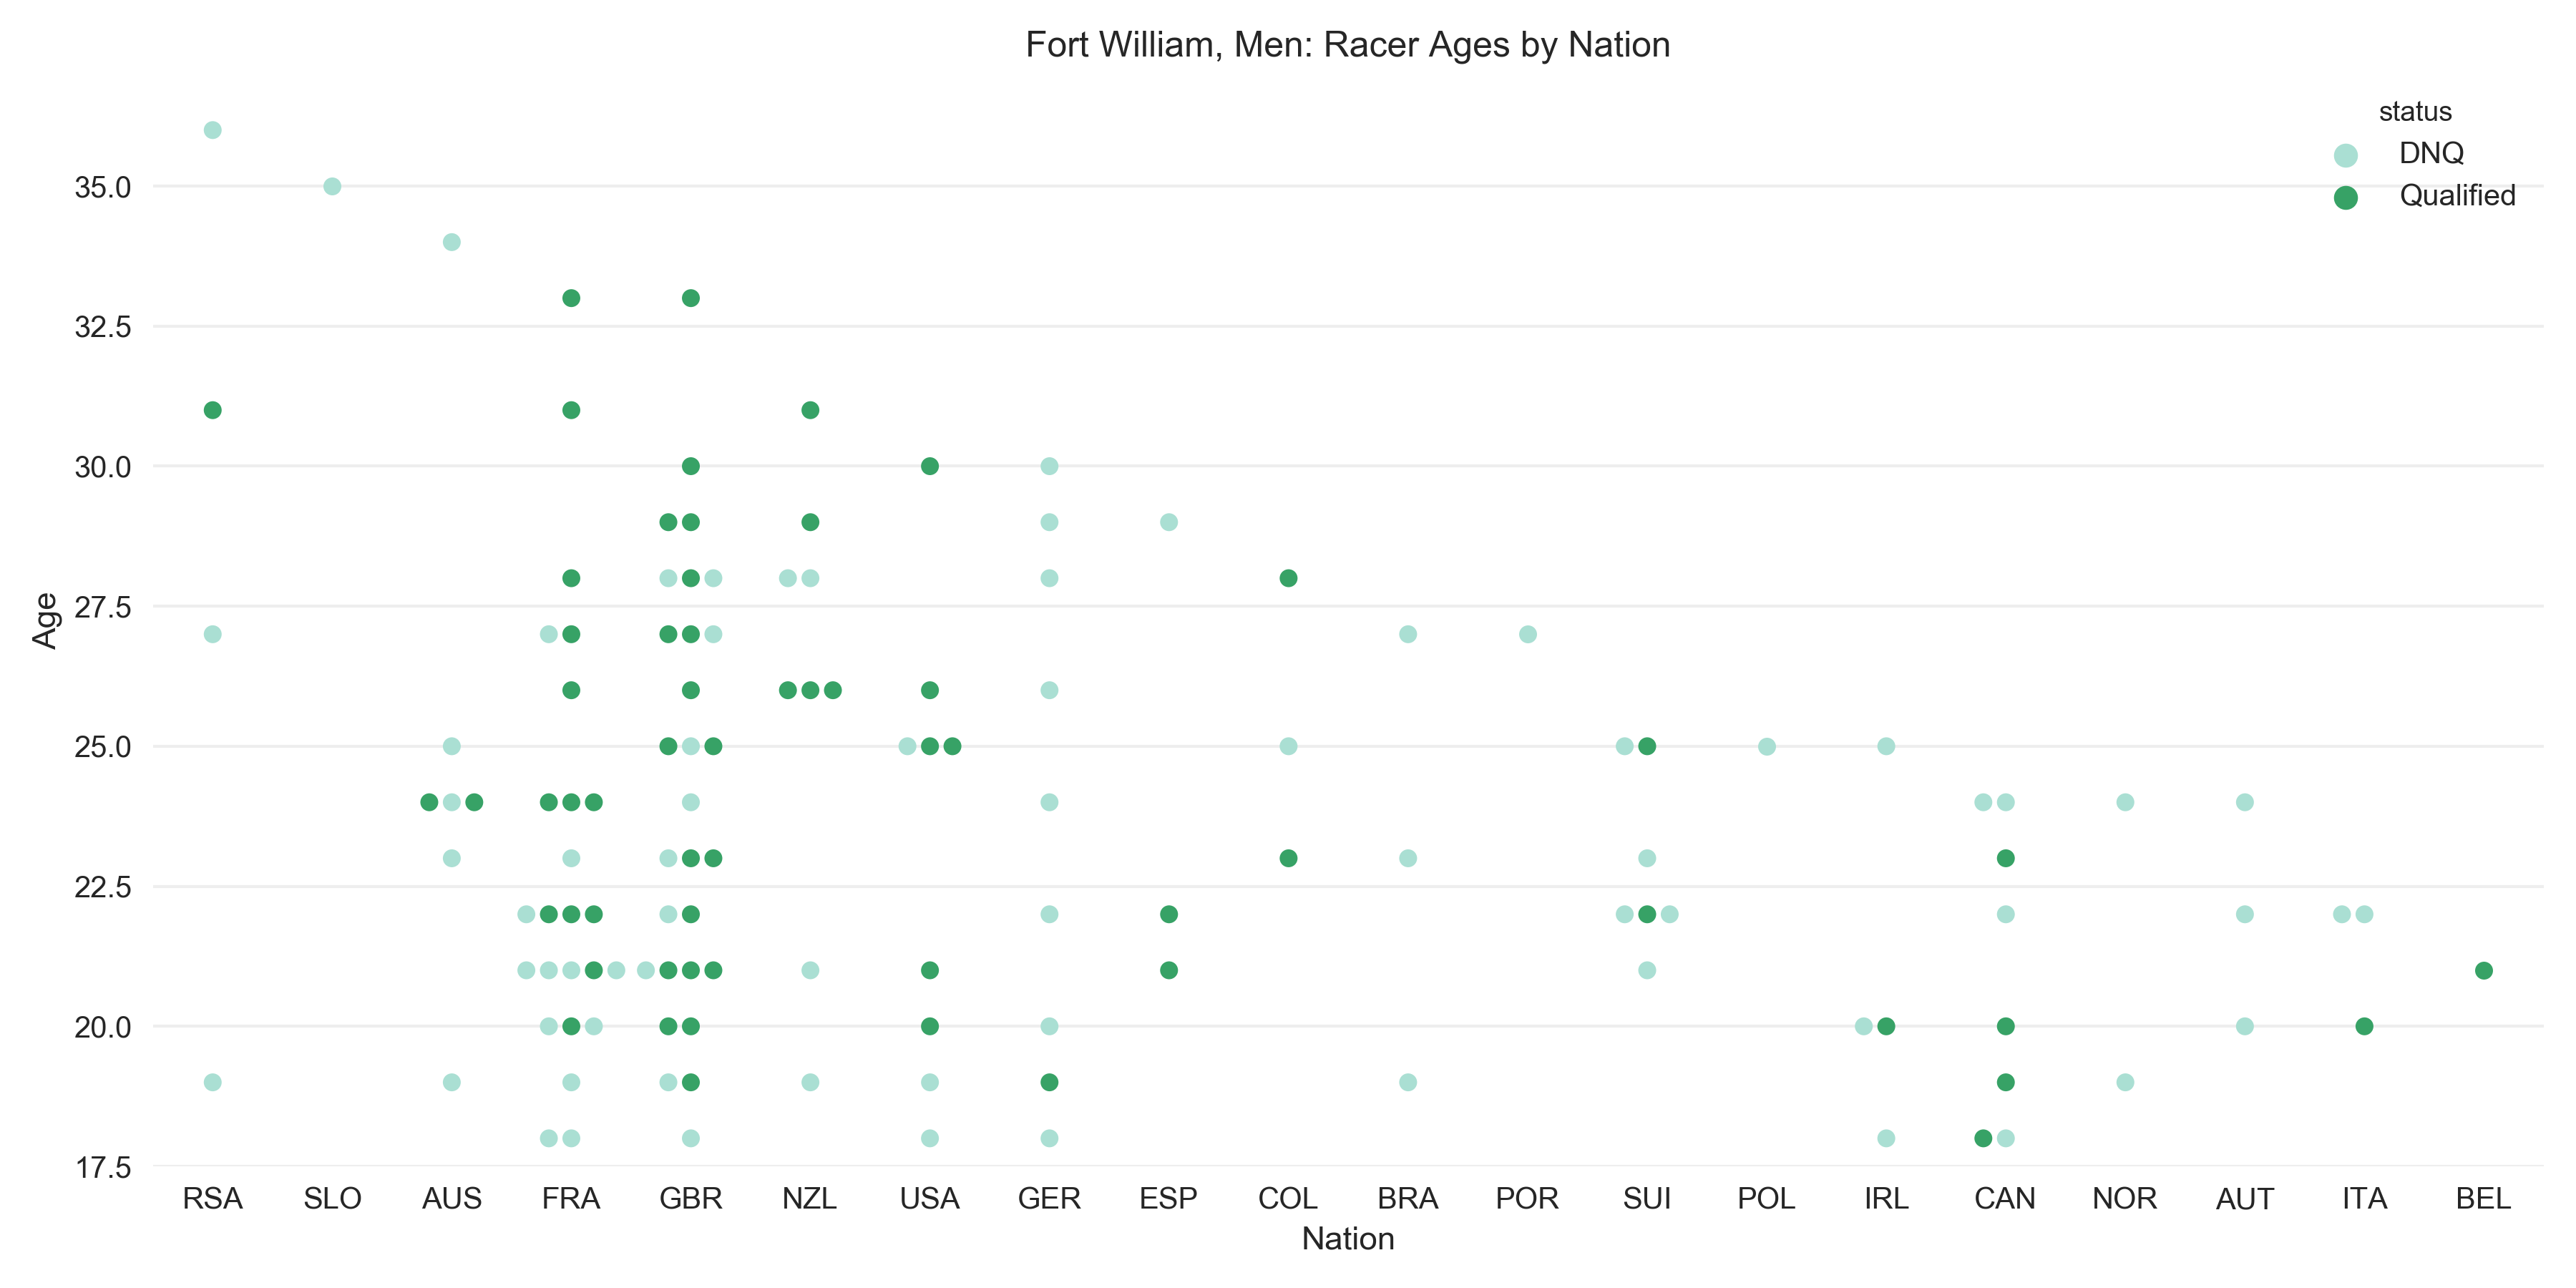 Fort William, Men: Racer Ages by Nation
status
DNQ
Qualified
35.0
32.5
30.0
27.5
25.0
22.5
20.0
17.5
Age
RSA SLO AUS FRA GBR NZL USA GER ESP COL BRA POR SUI POL IRL CAN NOR AUT ITA BEL
Nation